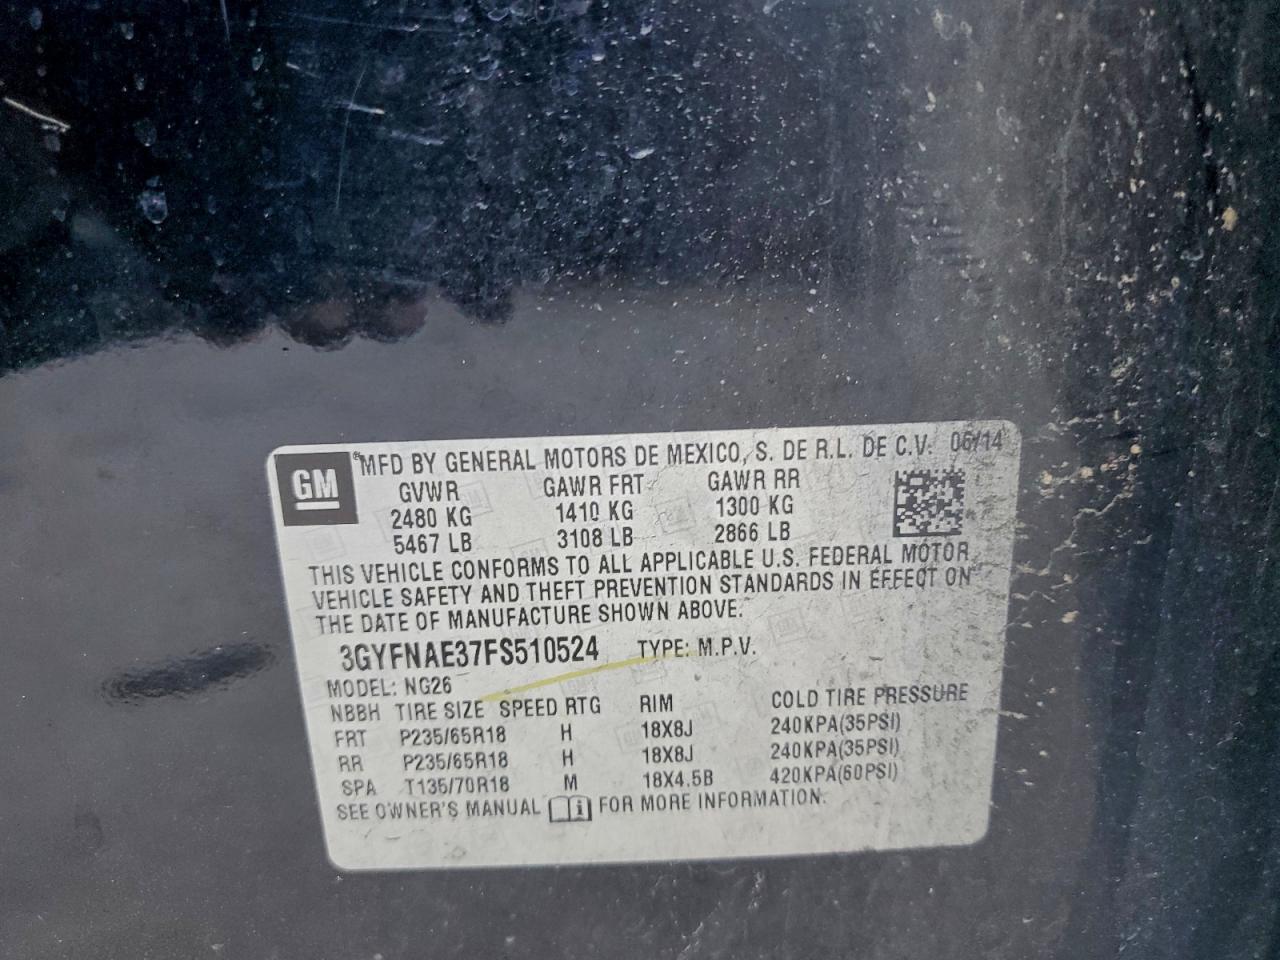 GM
®MFD BY GENERAL MOTORS DE MEXICO, S. DE R.L. DE C.V. 06/14
GVWR GAWR FRT GAWR RR
2480 KG 1410 KG 1300 KG
5467 LB 3108 LB 2866 LB
THIS VEHICLE CONFORMS TO ALL APPLICABLE U.S. FEDERAL MOTOR
VEHICLE SAFETY AND THEFT PREVENTION STANDARDS IN EFFECT ON
THE DATE OF MANUFACTURE SHOWN ABOVE.
3GYFNAE37FS510524 TYPE: M.P.V.
MODEL: NG26
NBBH TIRE SIZE SPEED RTG RIM COLD TIRE PRESSURE
FRT P235/65R18 H 18X8J 240KPA(35PSI)
RR P235/65R18 H 18X8J 240KPA(35PSI)
SPA T135/70R18 M 18X4.5B 420KPA(60PSI)
SEE OWNER'S MANUAL i FOR MORE INFORMATION.